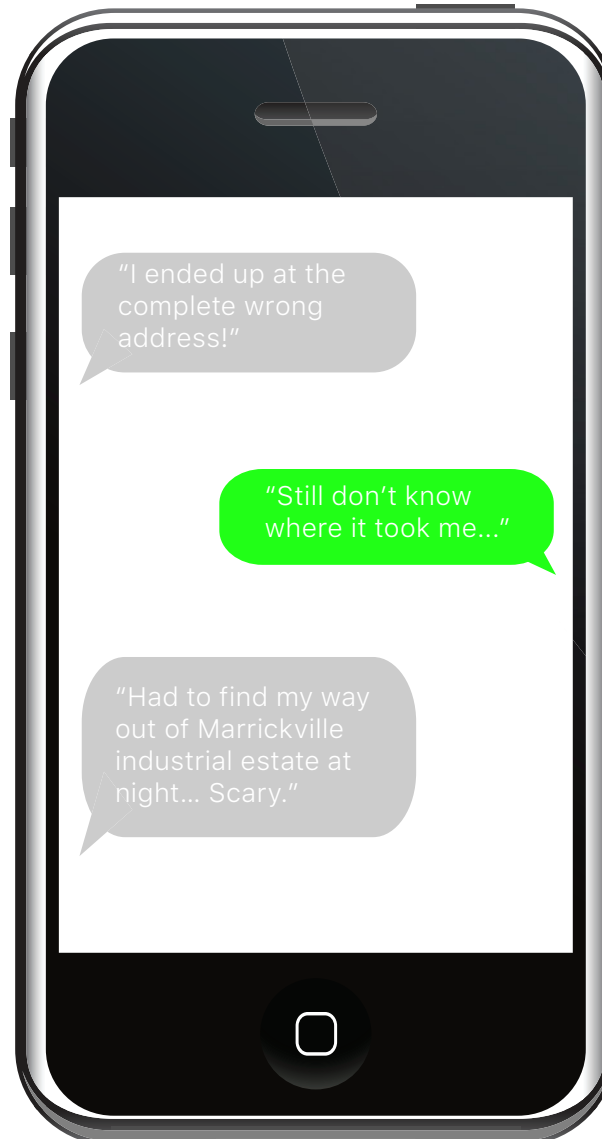 “I ended up at the
complete wrong
address!”
“Still don’t know
where it took me...”
“Had to find my way
out of Marrickville
industrial estate at
night... Scary.”